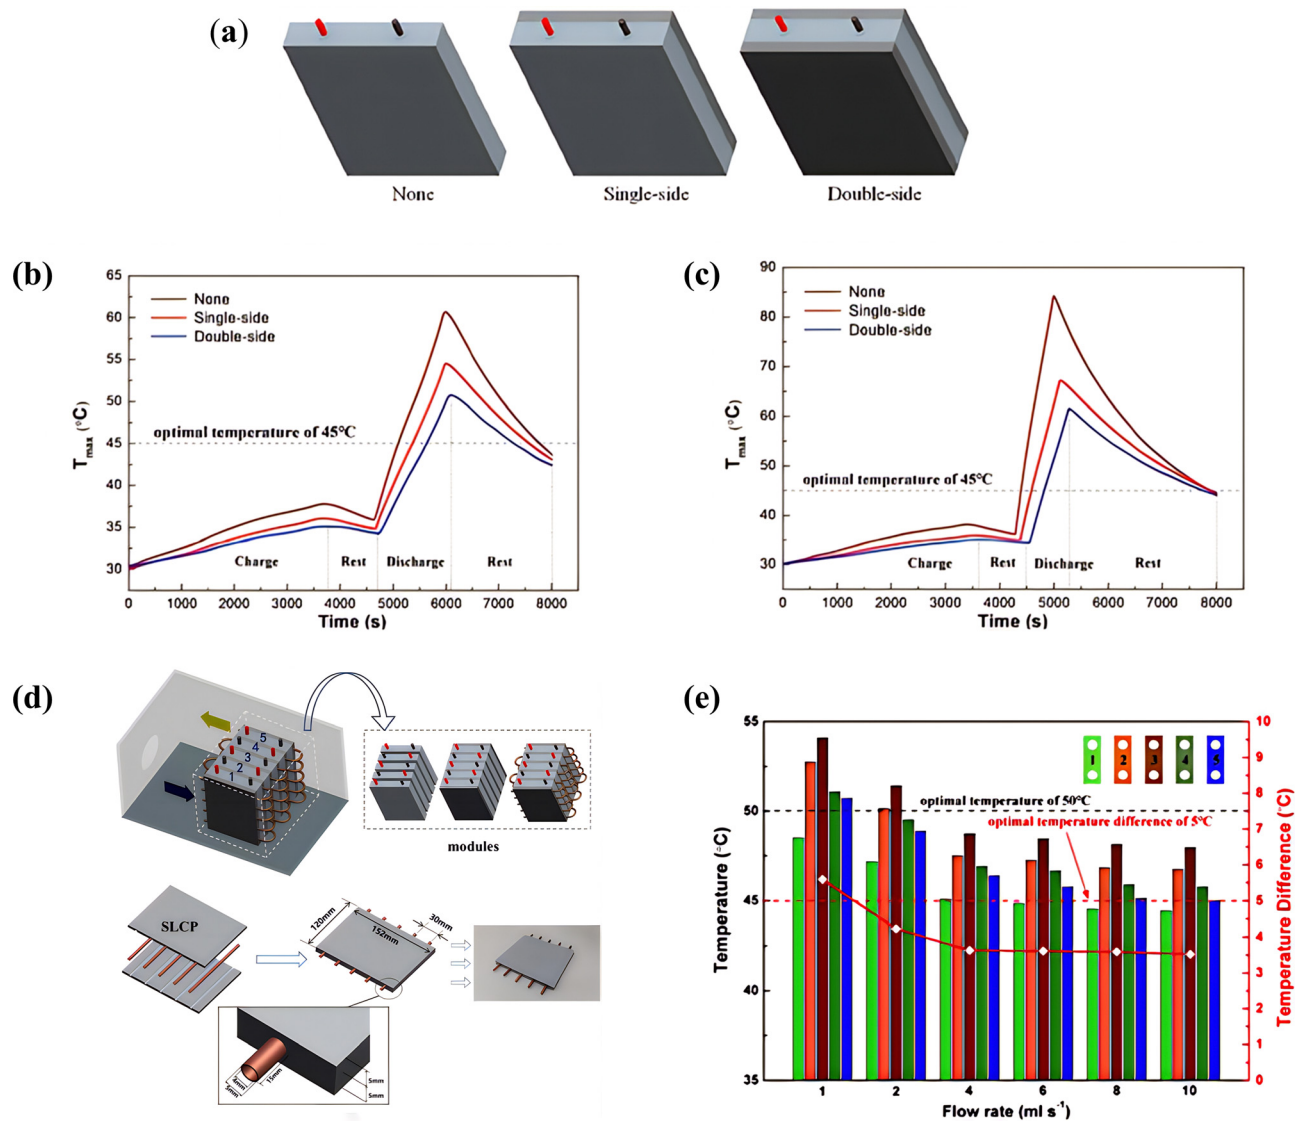 (a)
None
Single-side
Double-side
(b)
65
60
55
50
45
40
35
30
None
Single-side
Double-side
optimal temperature of 45°C
Charge
Rest
Discharge
Rest
0 1000 2000 3000 4000 5000 6000 7000 8000
Time (s)
Tmax (°C)
(c)
90
80
70
60
50
40
30
None
Single-side
Double-side
optimal temperature of 45°C
Charge
Rest
Discharge
Rest
0 1000 2000 3000 4000 5000 6000 7000 8000
Time (s)
Tmax (°C)
(d)
5
4
3
2
1
modules
SLCP
120mm
152mm
30mm
4mm
5mm
15mm
5mm
5mm
(e)
55
50
45
40
35
Temperature (°C)
1 2 3 4 5
optimal temperature of 50°C
optimal temperature difference of 5°C
10
9
8
7
6
5
4
3
2
1
0
Temperature Difference (°C)
1 2 4 6 8 10
Flow rate (ml s⁻¹)